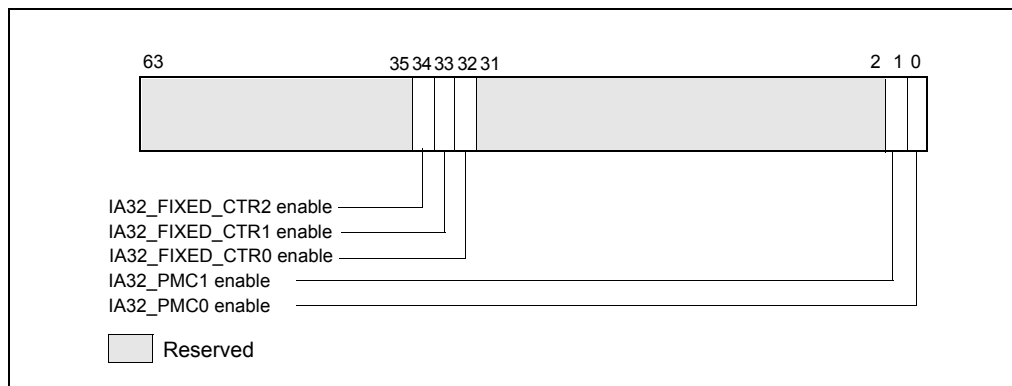 63 35 34 33 32 31 2 1 0
IA32_FIXED_CTR2 enable
IA32_FIXED_CTR1 enable
IA32_FIXED_CTR0 enable
IA32_PMC1 enable
IA32_PMC0 enable
Reserved